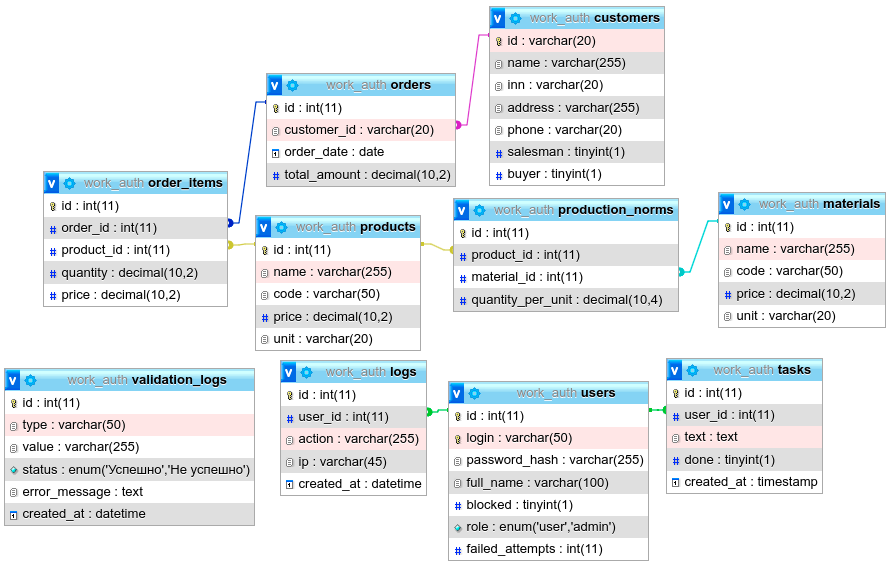 work_auth customers
id : varchar(20)
name : varchar(255)
inn : varchar(20)
address : varchar(255)
phone : varchar(20)
salesman : tinyint(1)
buyer : tinyint(1)
work_auth orders
id : int(11)
customer_id : varchar(20)
order_date : date
total_amount : decimal(10,2)
work_auth order_items
id : int(11)
order_id : int(11)
product_id : int(11)
quantity : decimal(10,2)
price : decimal(10,2)
work_auth products
id : int(11)
name : varchar(255)
code : varchar(50)
price : decimal(10,2)
unit : varchar(20)
work_auth production_norms
id : int(11)
product_id : int(11)
material_id : int(11)
quantity_per_unit : decimal(10,4)
work_auth materials
id : int(11)
name : varchar(255)
code : varchar(50)
price : decimal(10,2)
unit : varchar(20)
work_auth validation_logs
id : int(11)
type : varchar(50)
value : varchar(255)
status : enum('Успешно','Не успешно')
error_message : text
created_at : datetime
work_auth logs
id : int(11)
user_id : int(11)
action : varchar(255)
ip : varchar(45)
created_at : datetime
work_auth users
id : int(11)
login : varchar(50)
password_hash : varchar(255)
full_name : varchar(100)
blocked : tinyint(1)
role : enum('user','admin')
failed_attempts : int(11)
work_auth tasks
id : int(11)
user_id : int(11)
text : text
done : tinyint(1)
created_at : timestamp